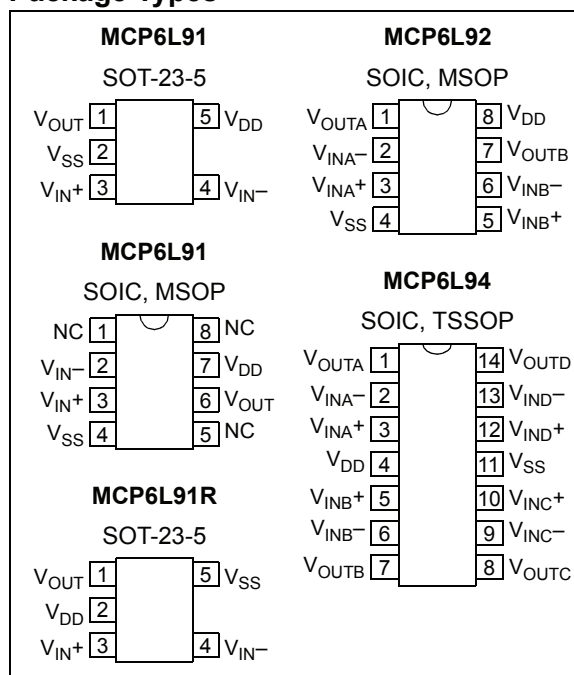 Package Types
MCP6L91
SOT-23-5
VOUT 1 5 VDD
VSS 2
VIN+ 3 4 VIN–
MCP6L91
SOIC, MSOP
NC 1 8 NC
VIN– 2 7 VDD
VIN+ 3 6 VOUT
VSS 4 5 NC
MCP6L91R
SOT-23-5
VOUT 1 5 VSS
VDD 2
VIN+ 3 4 VIN–
MCP6L92
SOIC, MSOP
VOUTA 1 8 VDD
VINA– 2 7 VOUTB
VINA+ 3 6 VINB–
VSS 4 5 VINB+
MCP6L94
SOIC, TSSOP
VOUTA 1 14 VOUTD
VINA– 2 13 VIND–
VINA+ 3 12 VIND+
VDD 4 11 VSS
VINB+ 5 10 VINC+
VINB– 6 9 VINC–
VOUTB 7 8 VOUTC